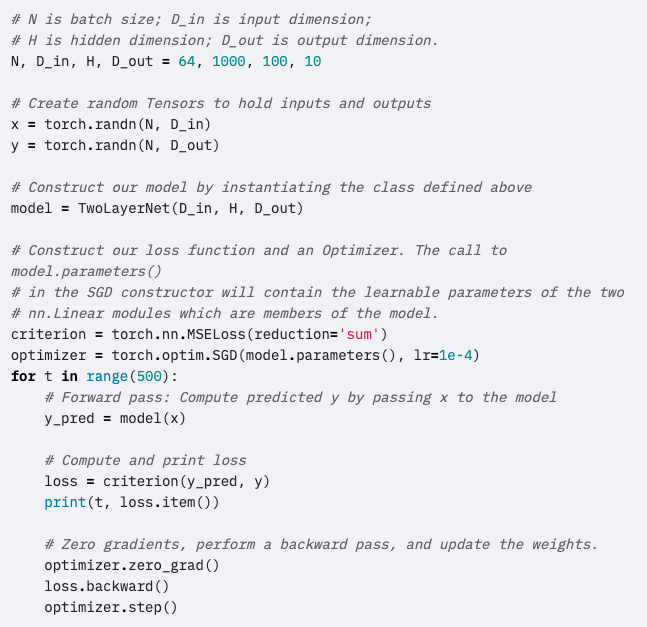 # N is batch size; D_in is input dimension;
# H is hidden dimension; D_out is output dimension.
N, D_in, H, D_out = 64, 1000, 100, 10

# Create random Tensors to hold inputs and outputs
x = torch.randn(N, D_in)
y = torch.randn(N, D_out)

# Construct our model by instantiating the class defined above
model = TwoLayerNet(D_in, H, D_out)

# Construct our loss function and an Optimizer. The call to
model.parameters()
# in the SGD constructor will contain the learnable parameters of the two
# nn.Linear modules which are members of the model.
criterion = torch.nn.MSELoss(reduction='sum')
optimizer = torch.optim.SGD(model.parameters(), lr=1e-4)
for t in range(500):
    # Forward pass: Compute predicted y by passing x to the model
    y_pred = model(x)

    # Compute and print loss
    loss = criterion(y_pred, y)
    print(t, loss.item())

    # Zero gradients, perform a backward pass, and update the weights.
    optimizer.zero_grad()
    loss.backward()
    optimizer.step()